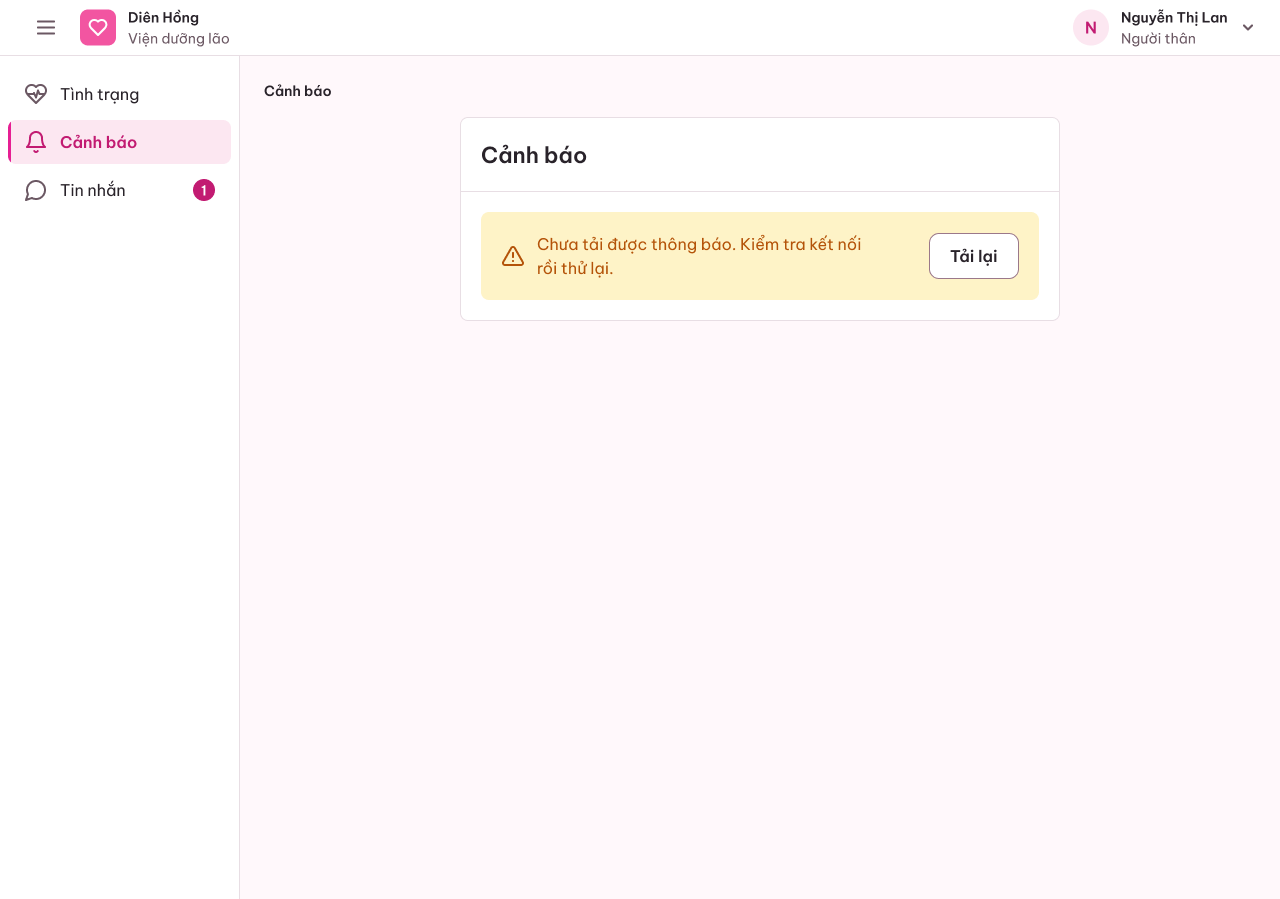 Diên Hồng
Viện dưỡng lão
N
Nguyễn Thị Lan
Người thân
Tình trạng
Cảnh báo
Tin nhắn
1
Cảnh báo
Cảnh báo
Chưa tải được thông báo. Kiểm tra kết nối
rồi thử lại.
Tải lại